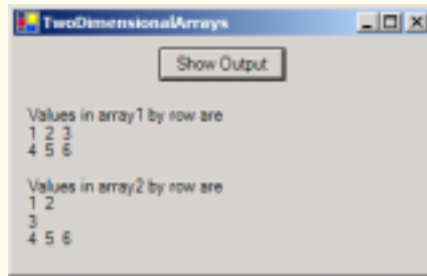 TwoDimensionalArrays
Show Output
Values in array1 by row are
1 2 3
4 5 6
Values in array2 by row are
1 2
3
4 5 6